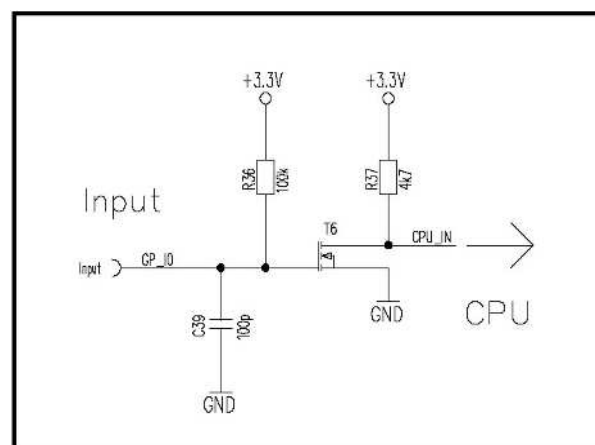 +3.3V
+3.3V
R36
100k
R37
4k7
Input
T6
CPU_IN
Input
GP_IO
C39
100p
GND
CPU
GND